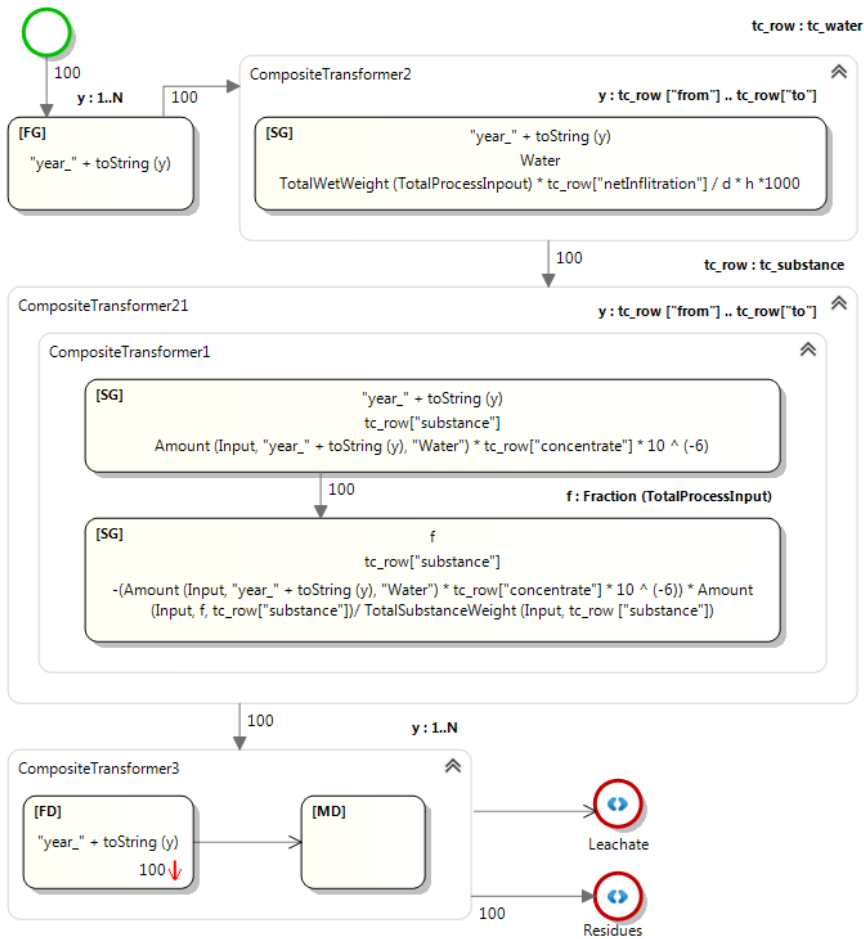 tc_row : tc_water
100
y : 1..N
100
[FG]
"year_" + toString (y)
CompositeTransformer2
y : tc_row ["from"] .. tc_row["to"]
[SG]
"year_" + toString (y)
Water
TotalWetWeight (TotalProcessInpout) * tc_row["netInflitration"] / d * h *1000
100
tc_row : tc_substance
CompositeTransformer21
y : tc_row ["from"] .. tc_row["to"]
CompositeTransformer1
[SG]
"year_" + toString (y)
tc_row["substance"]
Amount (Input, "year_" + toString (y), "Water") * tc_row["concentrate"] * 10 ^ (-6)
100
f : Fraction (TotalProcessInput)
[SG]
f
tc_row["substance"]
-(Amount (Input, "year_" + toString (y), "Water") * tc_row["concentrate"] * 10 ^ (-6)) * Amount
(Input, f, tc_row["substance"])/ TotalSubstanceWeight (Input, tc_row ["substance"])
100
y : 1..N
CompositeTransformer3
[FD]
"year_" + toString (y)
100
[MD]
Leachate
100
Residues